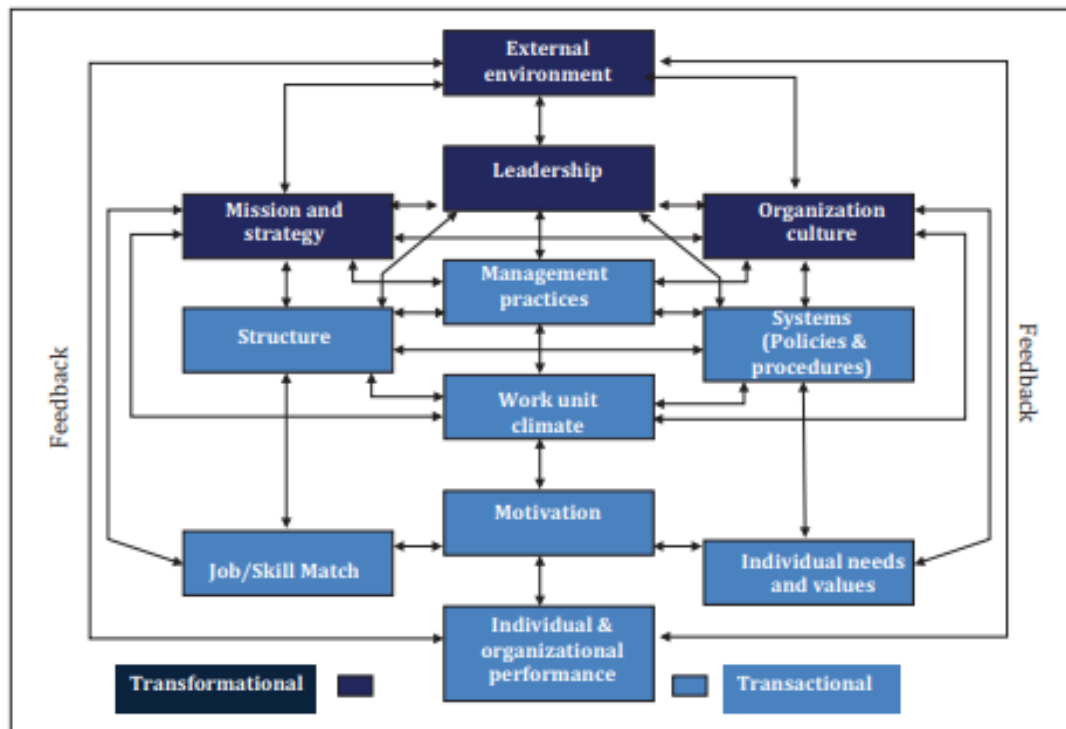 External
environment
Leadership
Mission and
strategy
Organization
culture
Management
practices
Structure
Systems
(Policies &
procedures)
Feedback
Feedback
Work unit
climate
Motivation
Job/Skill Match
Individual needs
and values
Individual &
organizational
performance
Transformational
Transactional